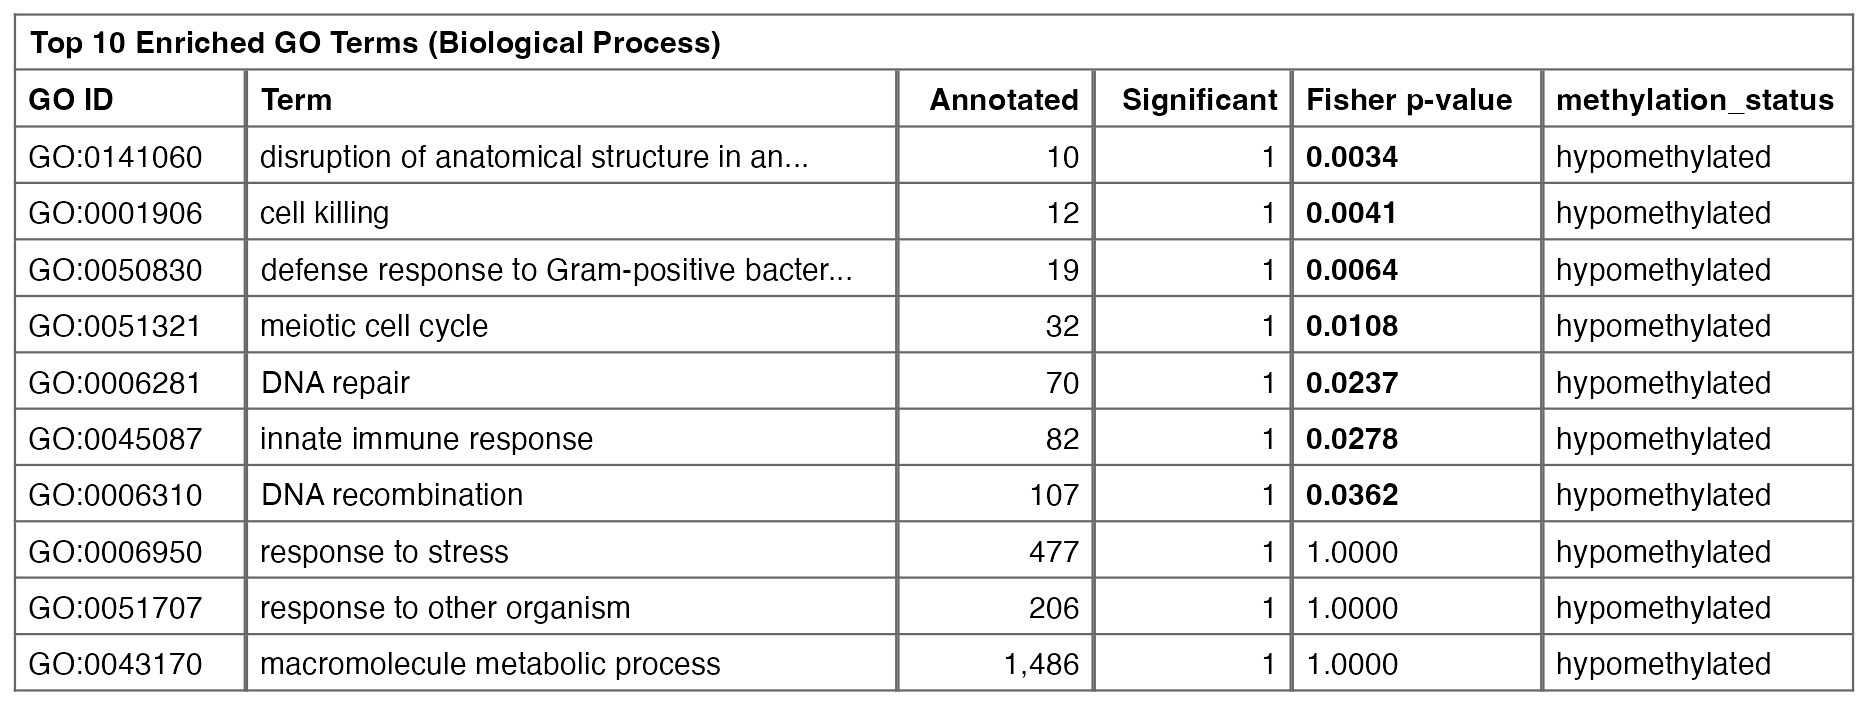 Top 10 Enriched GO Terms (Biological Process)
GO ID Term Annotated Significant Fisher p-value methylation_status
GO:0141060 disruption of anatomical structure in an... 10 1 0.0034 hypomethylated
GO:0001906 cell killing 12 1 0.0041 hypomethylated
GO:0050830 defense response to Gram-positive bacter... 19 1 0.0064 hypomethylated
GO:0051321 meiotic cell cycle 32 1 0.0108 hypomethylated
GO:0006281 DNA repair 70 1 0.0237 hypomethylated
GO:0045087 innate immune response 82 1 0.0278 hypomethylated
GO:0006310 DNA recombination 107 1 0.0362 hypomethylated
GO:0006950 response to stress 477 1 1.0000 hypomethylated
GO:0051707 response to other organism 206 1 1.0000 hypomethylated
GO:0043170 macromolecule metabolic process 1,486 1 1.0000 hypomethylated